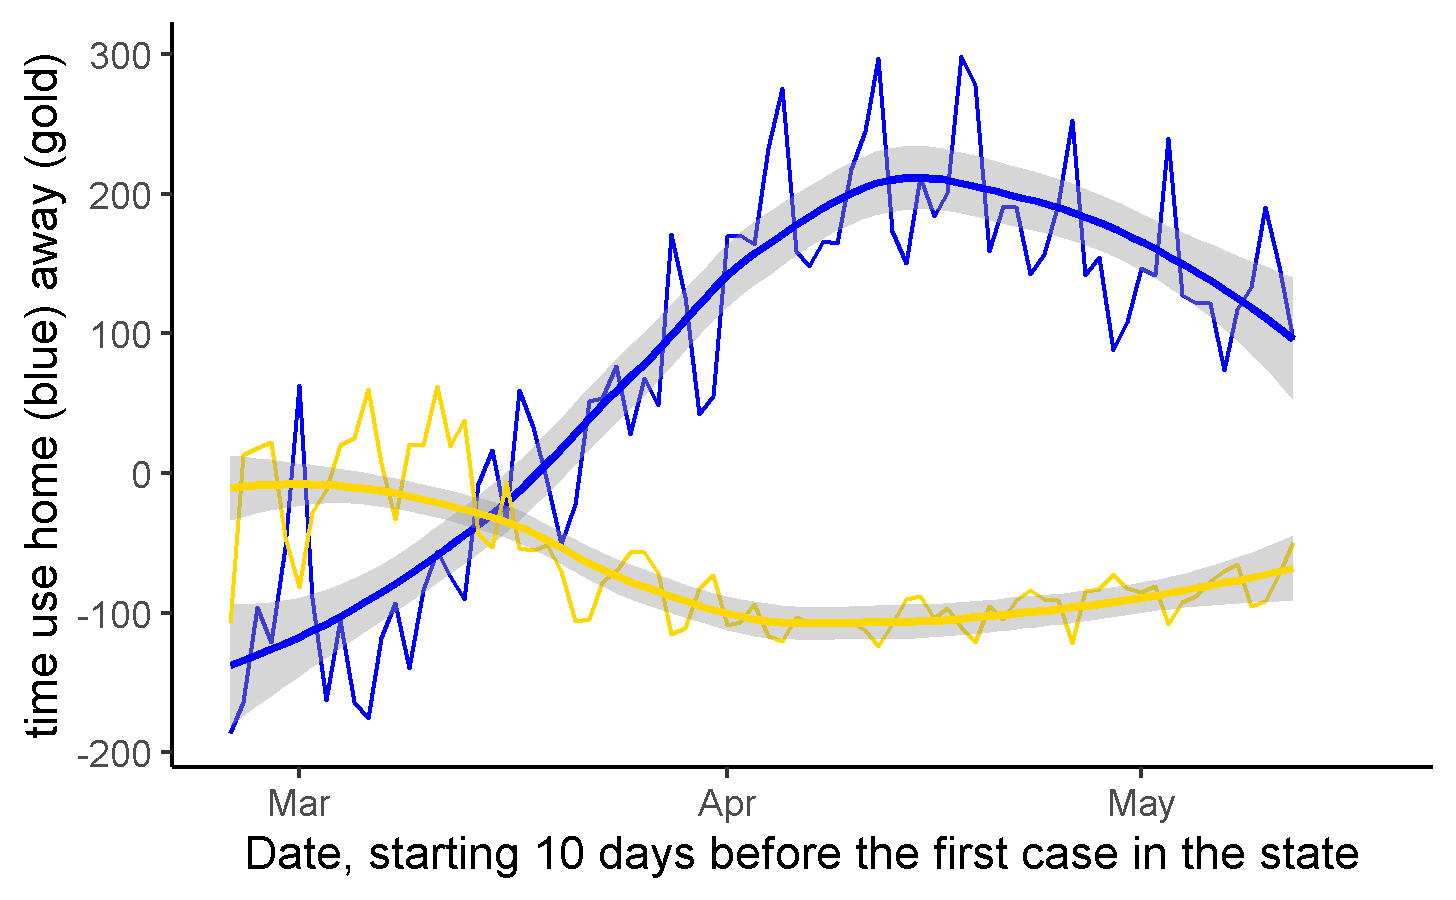 time use home (blue) away (gold)
300
200
100
0
-100
-200
Mar
Apr
May
Date, starting 10 days before the first case in the state